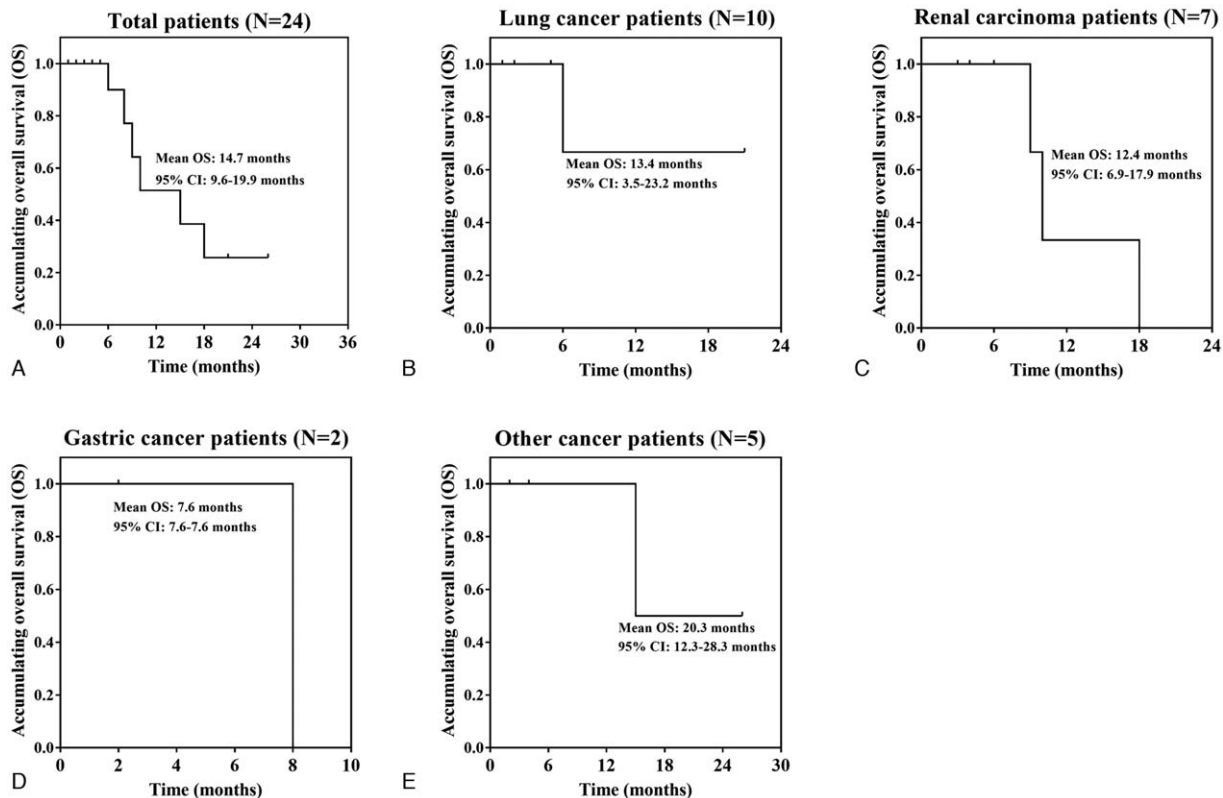 Total patients (N=24)
Accumulating overall survival (OS)
1.0
0.8
0.6
0.4
0.2
0.0
Mean OS: 14.7 months
95% CI: 9.6-19.9 months
0 6 12 18 24 30 36
Time (months)
A
Lung cancer patients (N=10)
Accumulating overall survival (OS)
1.0
0.8
0.6
0.4
0.2
0.0
Mean OS: 13.4 months
95% CI: 3.5-23.2 months
0 6 12 18 24
Time (months)
B
Renal carcinoma patients (N=7)
Accumulating overall survival (OS)
1.0
0.8
0.6
0.4
0.2
0.0
Mean OS: 12.4 months
95% CI: 6.9-17.9 months
0 6 12 18 24
Time (months)
C
Gastric cancer patients (N=2)
Accumulating overall survival (OS)
1.0
0.8
0.6
0.4
0.2
0.0
Mean OS: 7.6 months
95% CI: 7.6-7.6 months
0 2 4 6 8 10
Time (months)
D
Other cancer patients (N=5)
Accumulating overall survival (OS)
1.0
0.8
0.6
0.4
0.2
0.0
Mean OS: 20.3 months
95% CI: 12.3-28.3 months
0 6 12 18 24 30
Time (months)
E